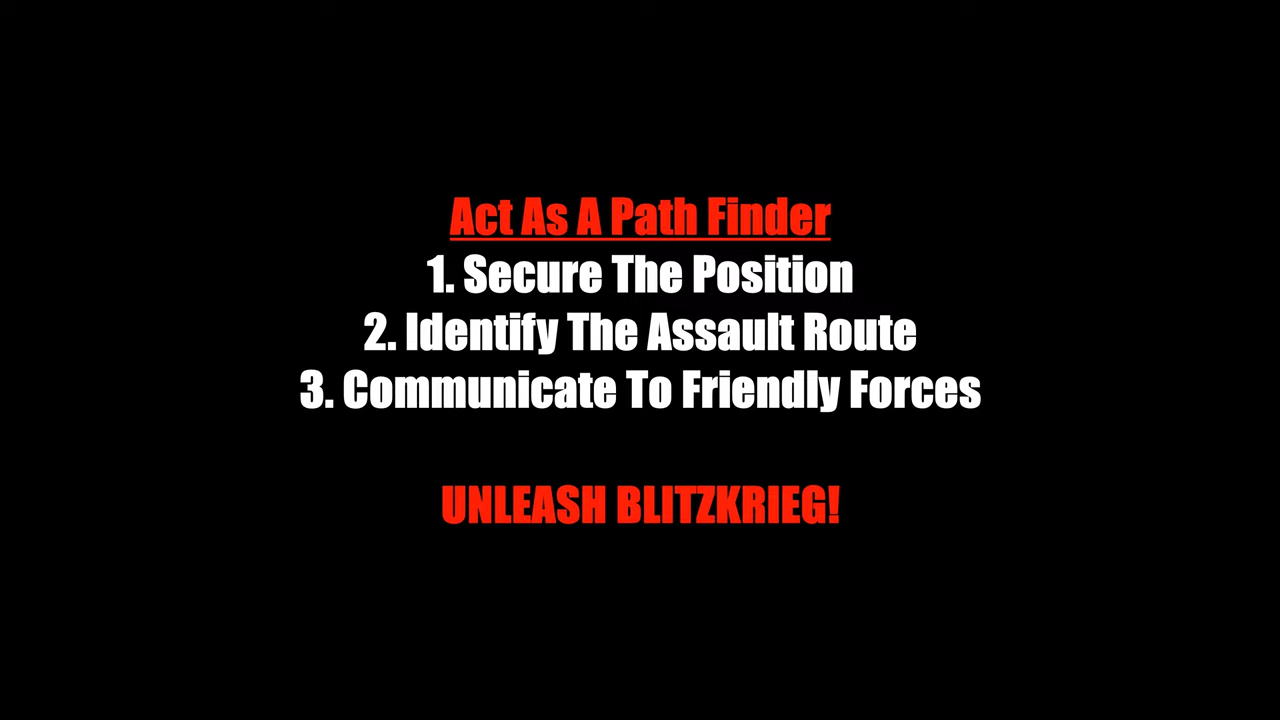 Act As A Path Finder
1. Secure The Position
2. Identify The Assault Route
3. Communicate To Friendly Forces
UNLEASH BLITZKRIEG!